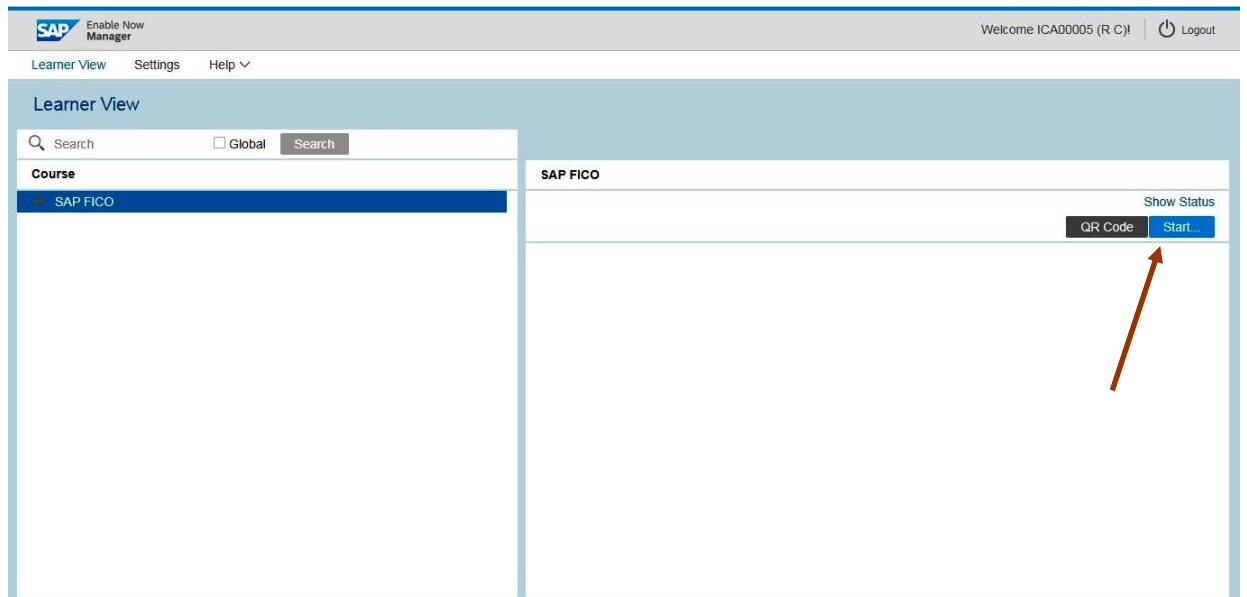 SAP Enable Now
Manager
Welcome ICA00005 (R C)!
Logout
Learner View Settings Help
Learner View
Search Global Search
Course
SAP FICO
SAP FICO
Show Status
QR Code Start...